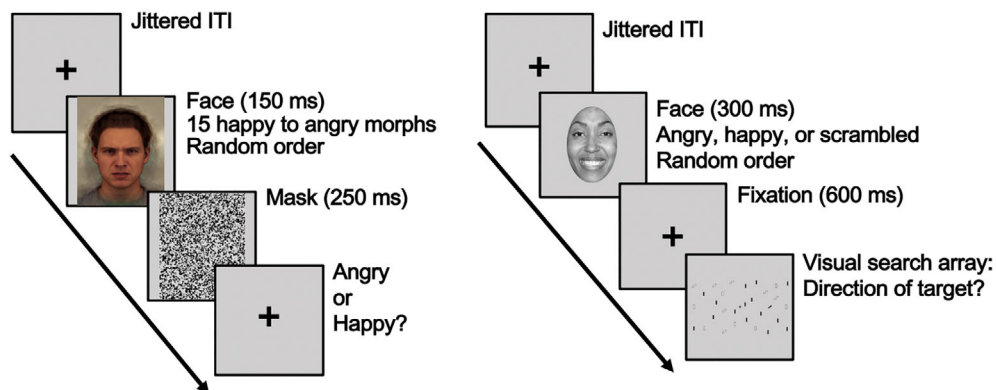 Jittered ITI
Face (150 ms)
15 happy to angry morphs
Random order
Mask (250 ms)
Angry
or
Happy?
Jittered ITI
Face (300 ms)
Angry, happy, or scrambled
Random order
Fixation (600 ms)
Visual search array:
Direction of target?